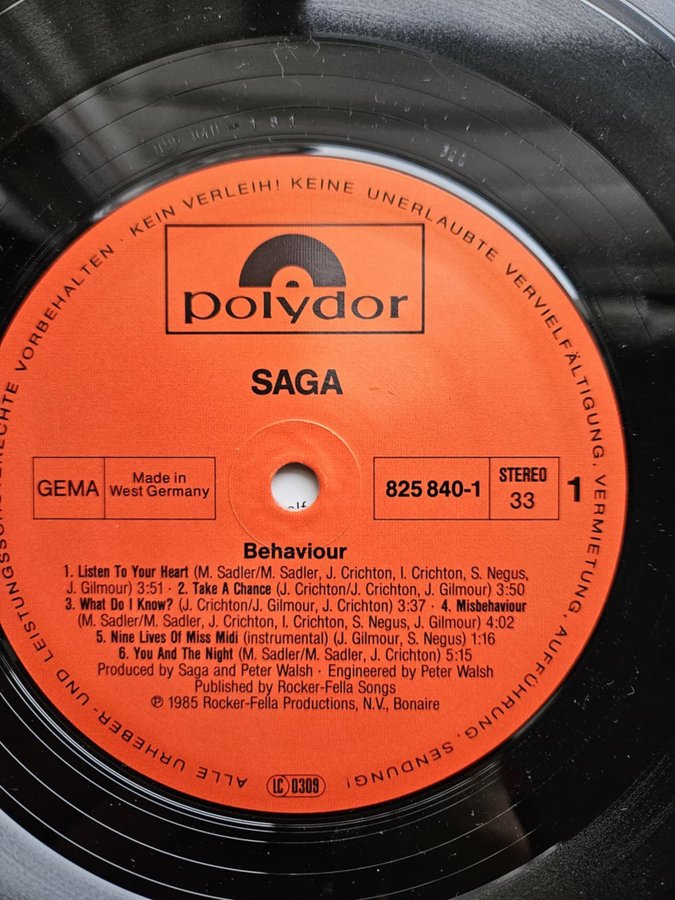 ALLE URHEBER- UND LEISTUNGSSCHUTZRECHTE VORBEHALTEN · KEIN VERLEIH! KEINE UNERLAUBTE VERVIELFÄLTIGUNG, VERMIETUNG, AUFFÜHRUNG, SENDUNG!
polydor
SAGA
GEMA
Made in
West Germany
825 840-1
STEREO
33
1
Behaviour
1. Listen To Your Heart (M. Sadler/M. Sadler, J. Crichton, I. Crichton, S. Negus,
J. Gilmour) 3:51 · 2. Take A Chance (J. Crichton/J. Crichton, J. Gilmour) 3:50
3. What Do I Know? (J. Crichton/J. Gilmour, J. Crichton) 3:37 · 4. Misbehaviour
(M. Sadler/M. Sadler, J. Crichton, I. Crichton, S. Negus, J. Gilmour) 4:02
5. Nine Lives Of Miss Midi (instrumental) (J. Gilmour, S. Negus) 1:16
6. You And The Night (M. Sadler/M. Sadler, J. Crichton) 5:15
Produced by Saga and Peter Walsh · Engineered by Peter Walsh
Published by Rocker-Fella Songs
℗ 1985 Rocker-Fella Productions, N.V., Bonaire
LC 0309